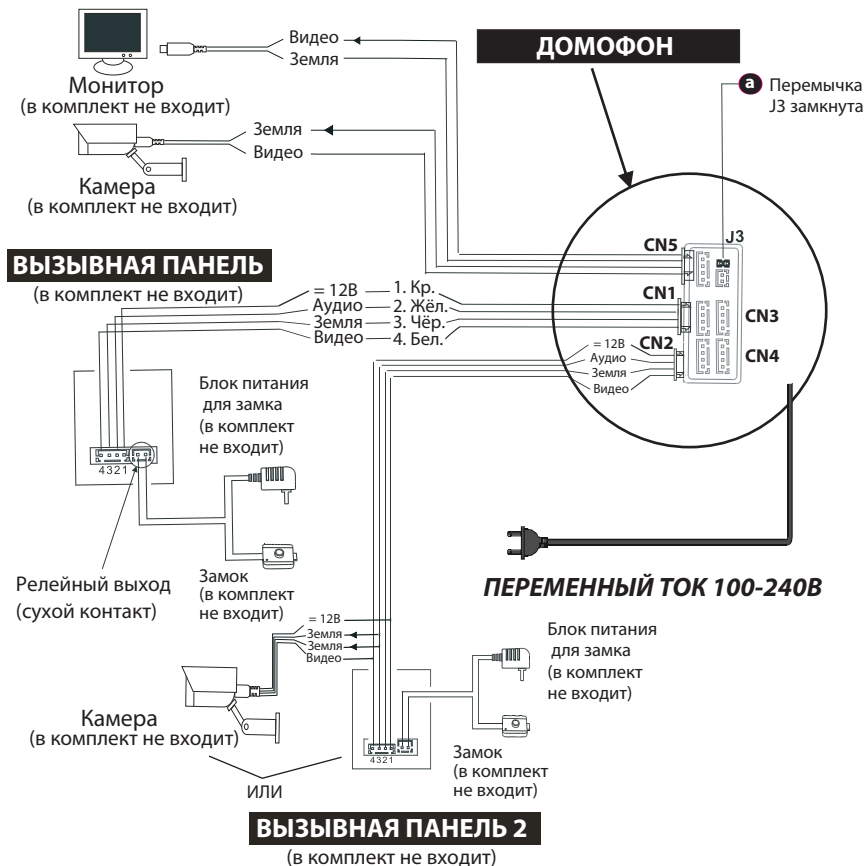 Видео
Земля
ДОМОФОН
Монитор
(в комплект не входит)
a Перемычка
J3 замкнута
Земля
Видео
Камера
(в комплект не входит)
CN5
J3
ВЫЗЫВНАЯ ПАНЕЛЬ
(в комплект не входит)
= 12В
1. Кр.
Аудио
2. Жёл.
Земля
3. Чёр.
Видео
4. Бел.
CN1
CN3
CN2
CN4
= 12В
Аудио
Земля
Видео
Блок питания
для замка
(в комплект
не входит)
4321
Релейный выход
(сухой контакт)
Замок
(в комплект
не входит)
ПЕРЕМЕННЫЙ ТОК 100-240В
= 12В
Земля
Земля
Видео
Блок питания
для замка
(в комплект
не входит)
Камера
(в комплект не входит)
4321
Замок
(в комплект
не входит)
ИЛИ
ВЫЗЫВНАЯ ПАНЕЛЬ 2
(в комплект не входит)